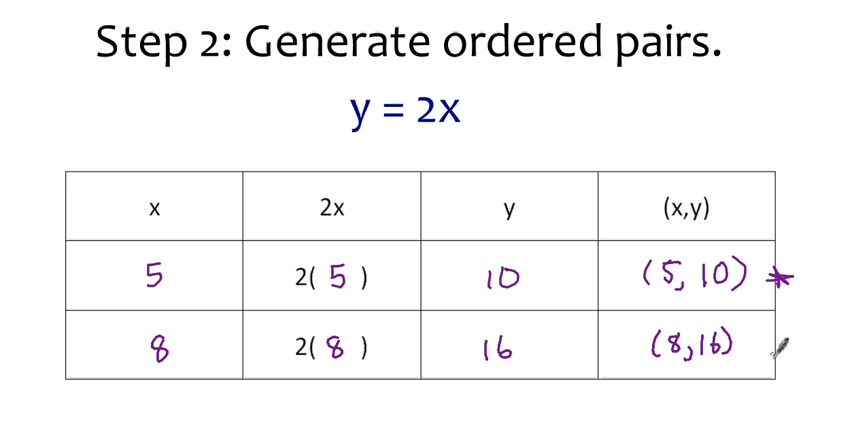 Step 2: Generate ordered pairs.
y = 2x
x 2x y (x,y)
5 2( 5 ) 10 (5, 10) *
8 2( 8 ) 16 (8,16)